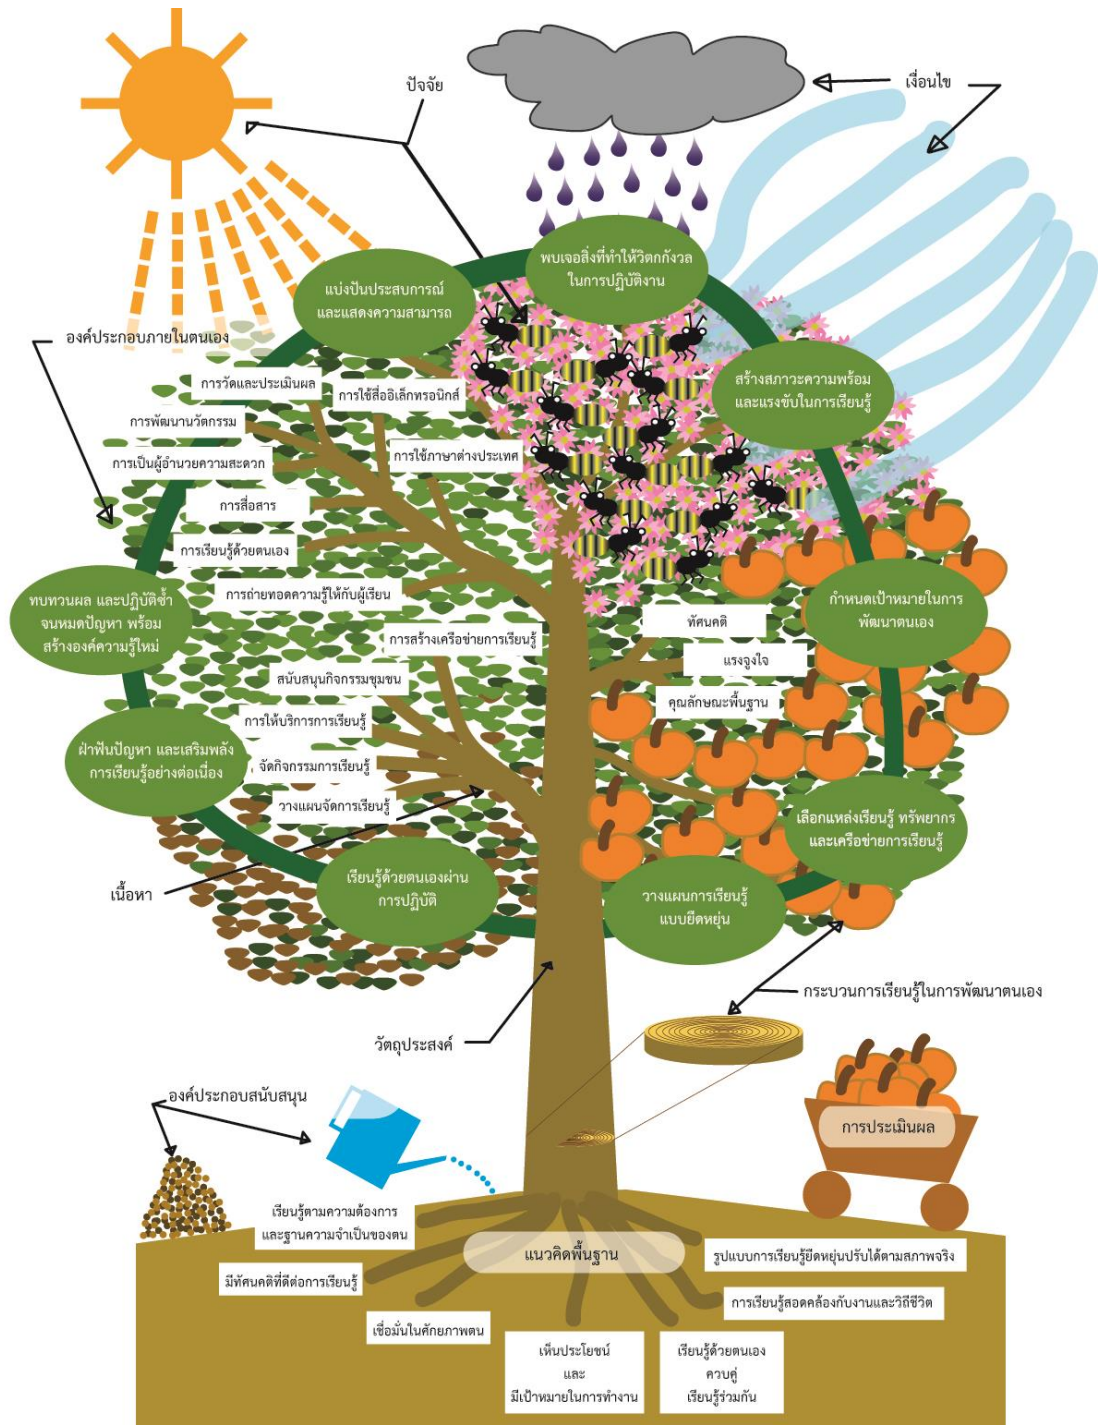 ปัจจัย
เงื่อนไข
พบเจอสิ่งที่ทำให้วิตกกังวล
ในการปฏิบัติงาน
แบ่งปันประสบการณ์
และแสดงความสามารถ
องค์ประกอบภายในตนเอง
สร้างสภาวะความพร้อม
และแรงขับในการเรียนรู้
การวัดและประเมินผล
การใช้สื่ออิเล็กทรอนิกส์
การพัฒนานวัตกรรม
การใช้ภาษาต่างประเทศ
การเป็นผู้อำนวยความสะดวก
การสื่อสาร
การเรียนรู้ด้วยตนเอง
การถ่ายทอดความรู้ให้กับผู้เรียน
ทบทวนผล และปฏิบัติซ้ำ
จนหมดปัญหา พร้อม
สร้างองค์ความรู้ใหม่
กำหนดเป้าหมายในการ
พัฒนาตนเอง
ทัศนคติ
การสร้างเครือข่ายการเรียนรู้
แรงจูงใจ
สนับสนุนกิจกรรมชุมชน
คุณลักษณะพื้นฐาน
การให้บริการการเรียนรู้
ฝ่าฟันปัญหา และเสริมพลัง
การเรียนรู้อย่างต่อเนื่อง
จัดกิจกรรมการเรียนรู้
วางแผนจัดการเรียนรู้
เลือกแหล่งเรียนรู้ ทรัพยากร
และเครือข่ายการเรียนรู้
เนื้อหา
เรียนรู้ด้วยตนเองผ่าน
การปฏิบัติ
วางแผนการเรียนรู้
แบบยืดหยุ่น
กระบวนการเรียนรู้ในการพัฒนาตนเอง
วัตถุประสงค์
องค์ประกอบสนับสนุน
การประเมินผล
เรียนรู้ตามความต้องการ
และฐานความจำเป็นของตน
แนวคิดพื้นฐาน
รูปแบบการเรียนรู้ยืดหยุ่นปรับได้ตามสภาพจริง
มีทัศนคติที่ดีต่อการเรียนรู้
การเรียนรู้สอดคล้องกับงานและวิถีชีวิต
เชื่อมั่นในศักยภาพตน
เห็นประโยชน์
และ
มีเป้าหมายในการทำงาน
เรียนรู้ด้วยตนเอง
ควบคู่
เรียนรู้ร่วมกัน